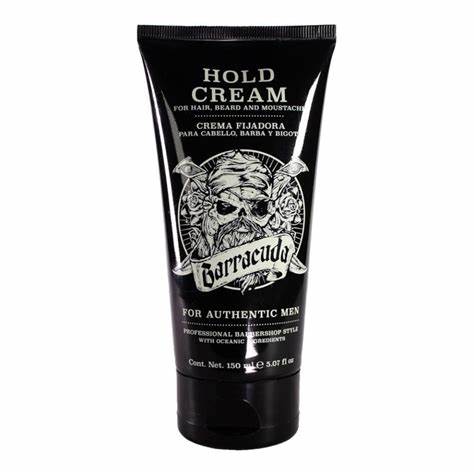 HOLD
CREAM
FOR HAIR, BEARD AND MOUSTACHE
CREMA FIJADORA
PARA CABELLO, BARBA Y BIGOT
Barracuda
FOR AUTHENTIC MEN
PROFESSIONAL BARBERSHOP STYLE
WITH OCEANIC INGREDIENTS
Cont. Net. 150 ml ℮ 5.07 fl oz